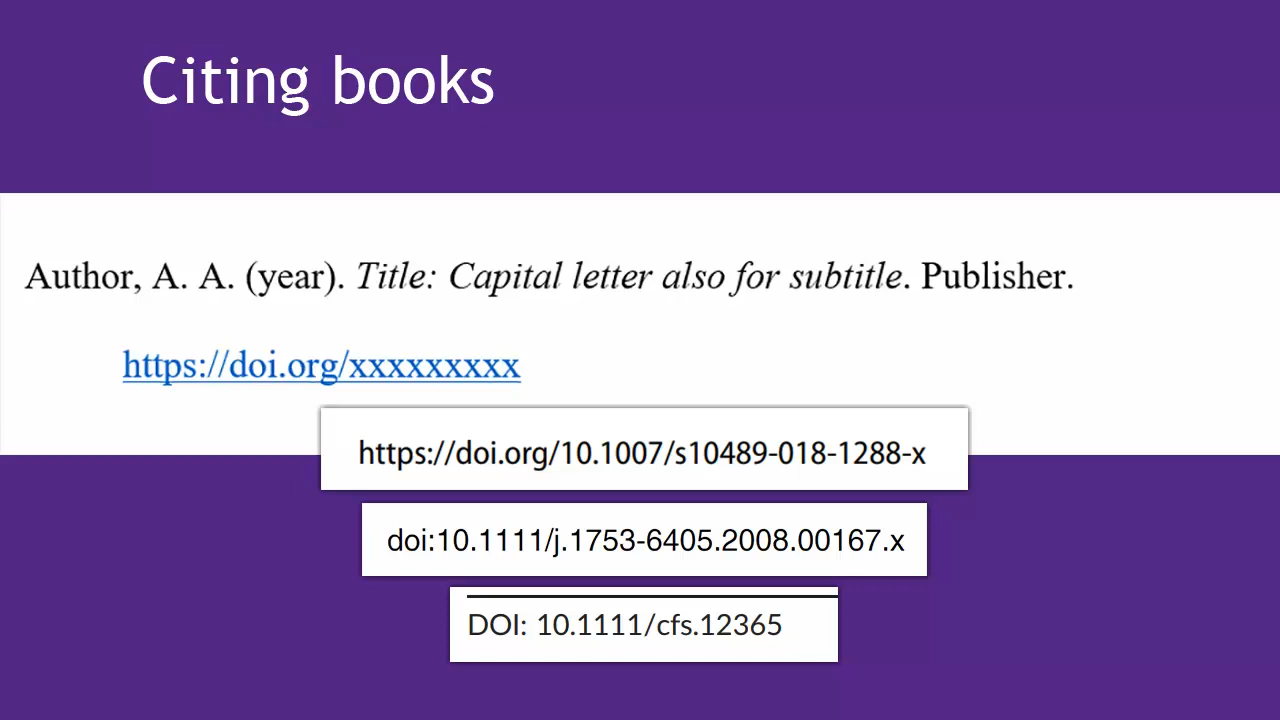 Citing books
Author, A. A. (year). Title: Capital letter also for subtitle. Publisher.
https://doi.org/xxxxxxxxx
https://doi.org/10.1007/s10489-018-1288-x
doi:10.1111/j.1753-6405.2008.00167.x
DOI: 10.1111/cfs.12365